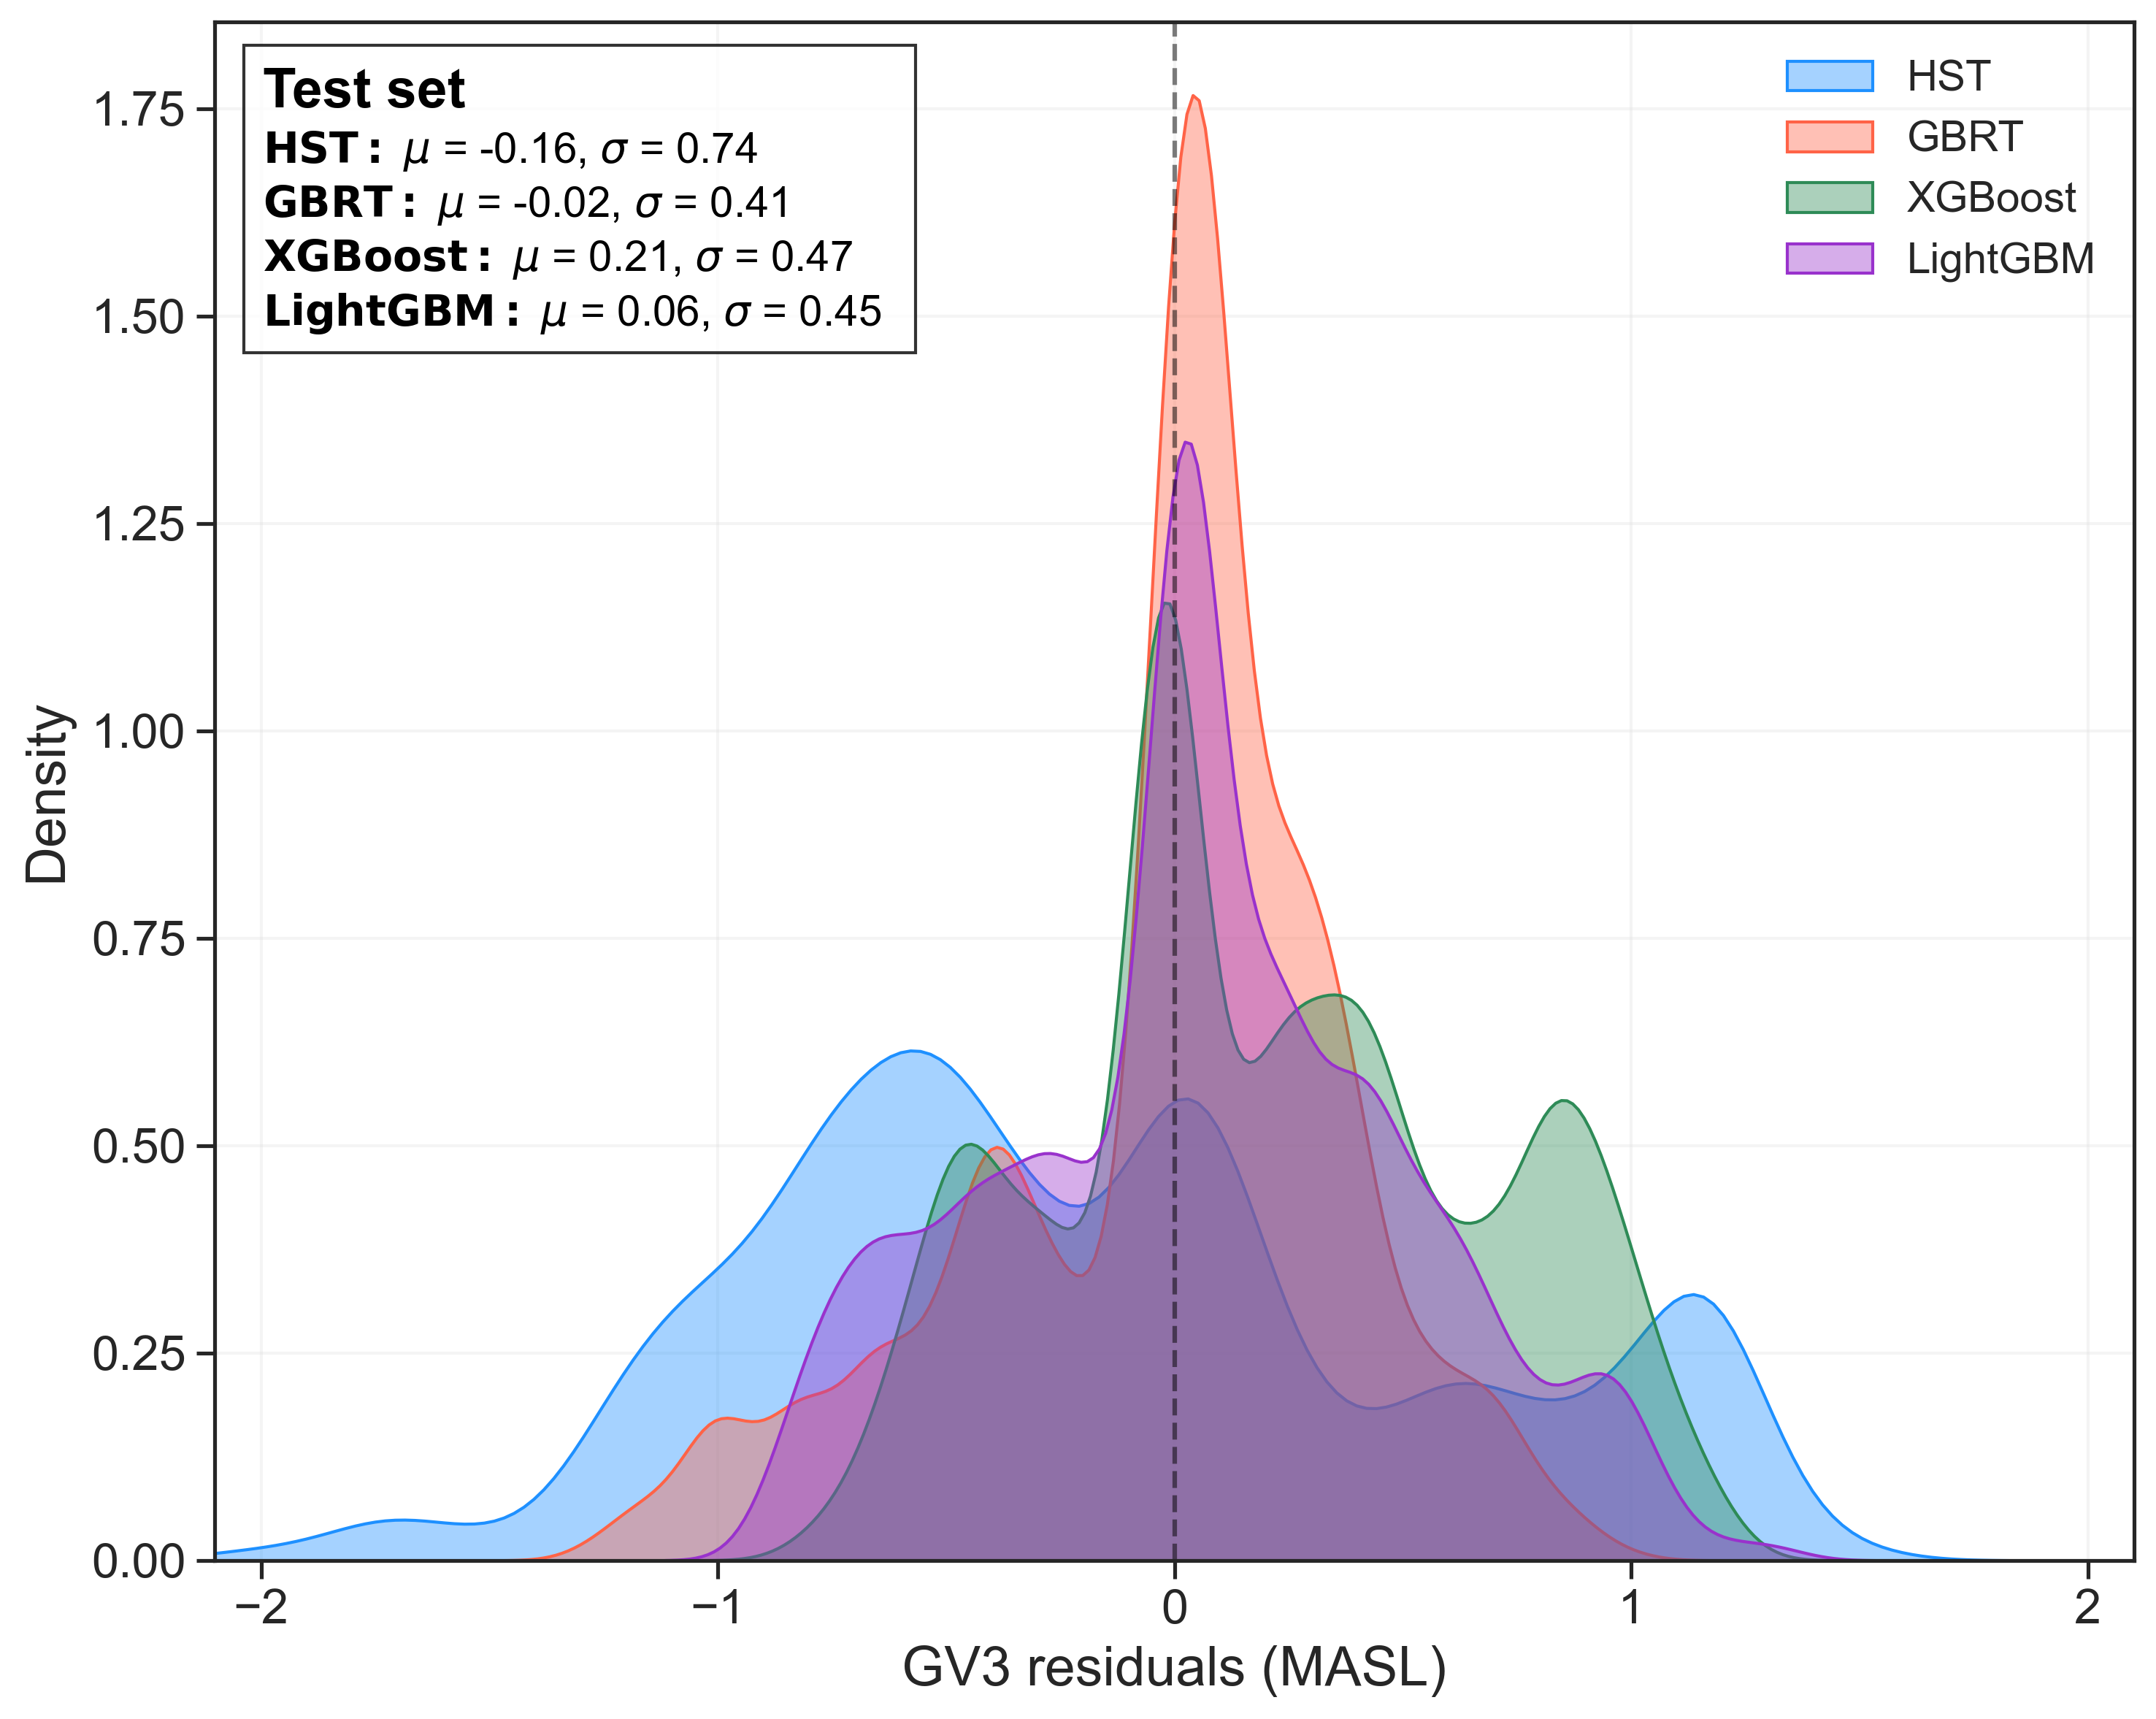 Test set
HST: μ = -0.16, σ = 0.74
GBRT: μ = -0.02, σ = 0.41
XGBoost: μ = 0.21, σ = 0.47
LightGBM: μ = 0.06, σ = 0.45
HST
GBRT
XGBoost
LightGBM
Density
1.75
1.50
1.25
1.00
0.75
0.50
0.25
0.00
−2
−1
0
1
2
GV3 residuals (MASL)